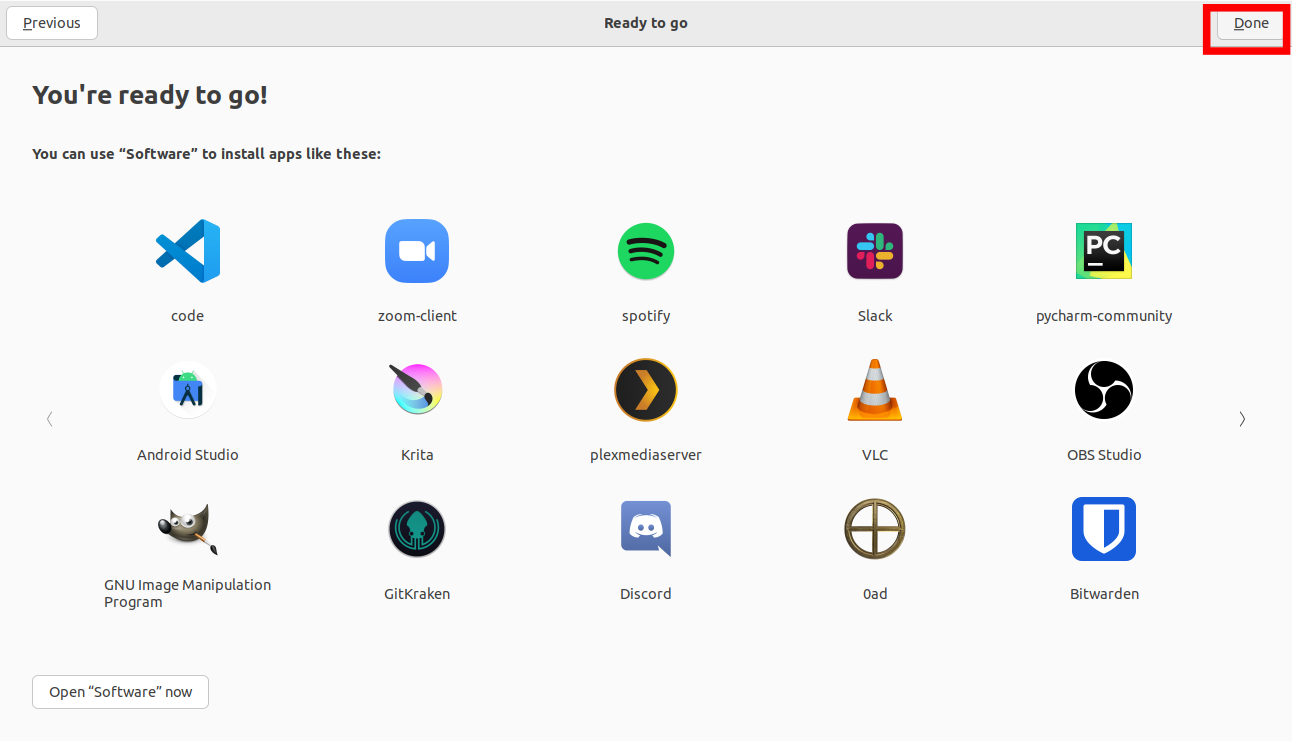 Previous
Ready to go
Done
You're ready to go!
You can use “Software” to install apps like these:
code
zoom-client
spotify
Slack
PC
pycharm-community
Android Studio
Krita
plexmediaserver
VLC
OBS Studio
GNU Image Manipulation
Program
GitKraken
Discord
0ad
Bitwarden
Open “Software” now